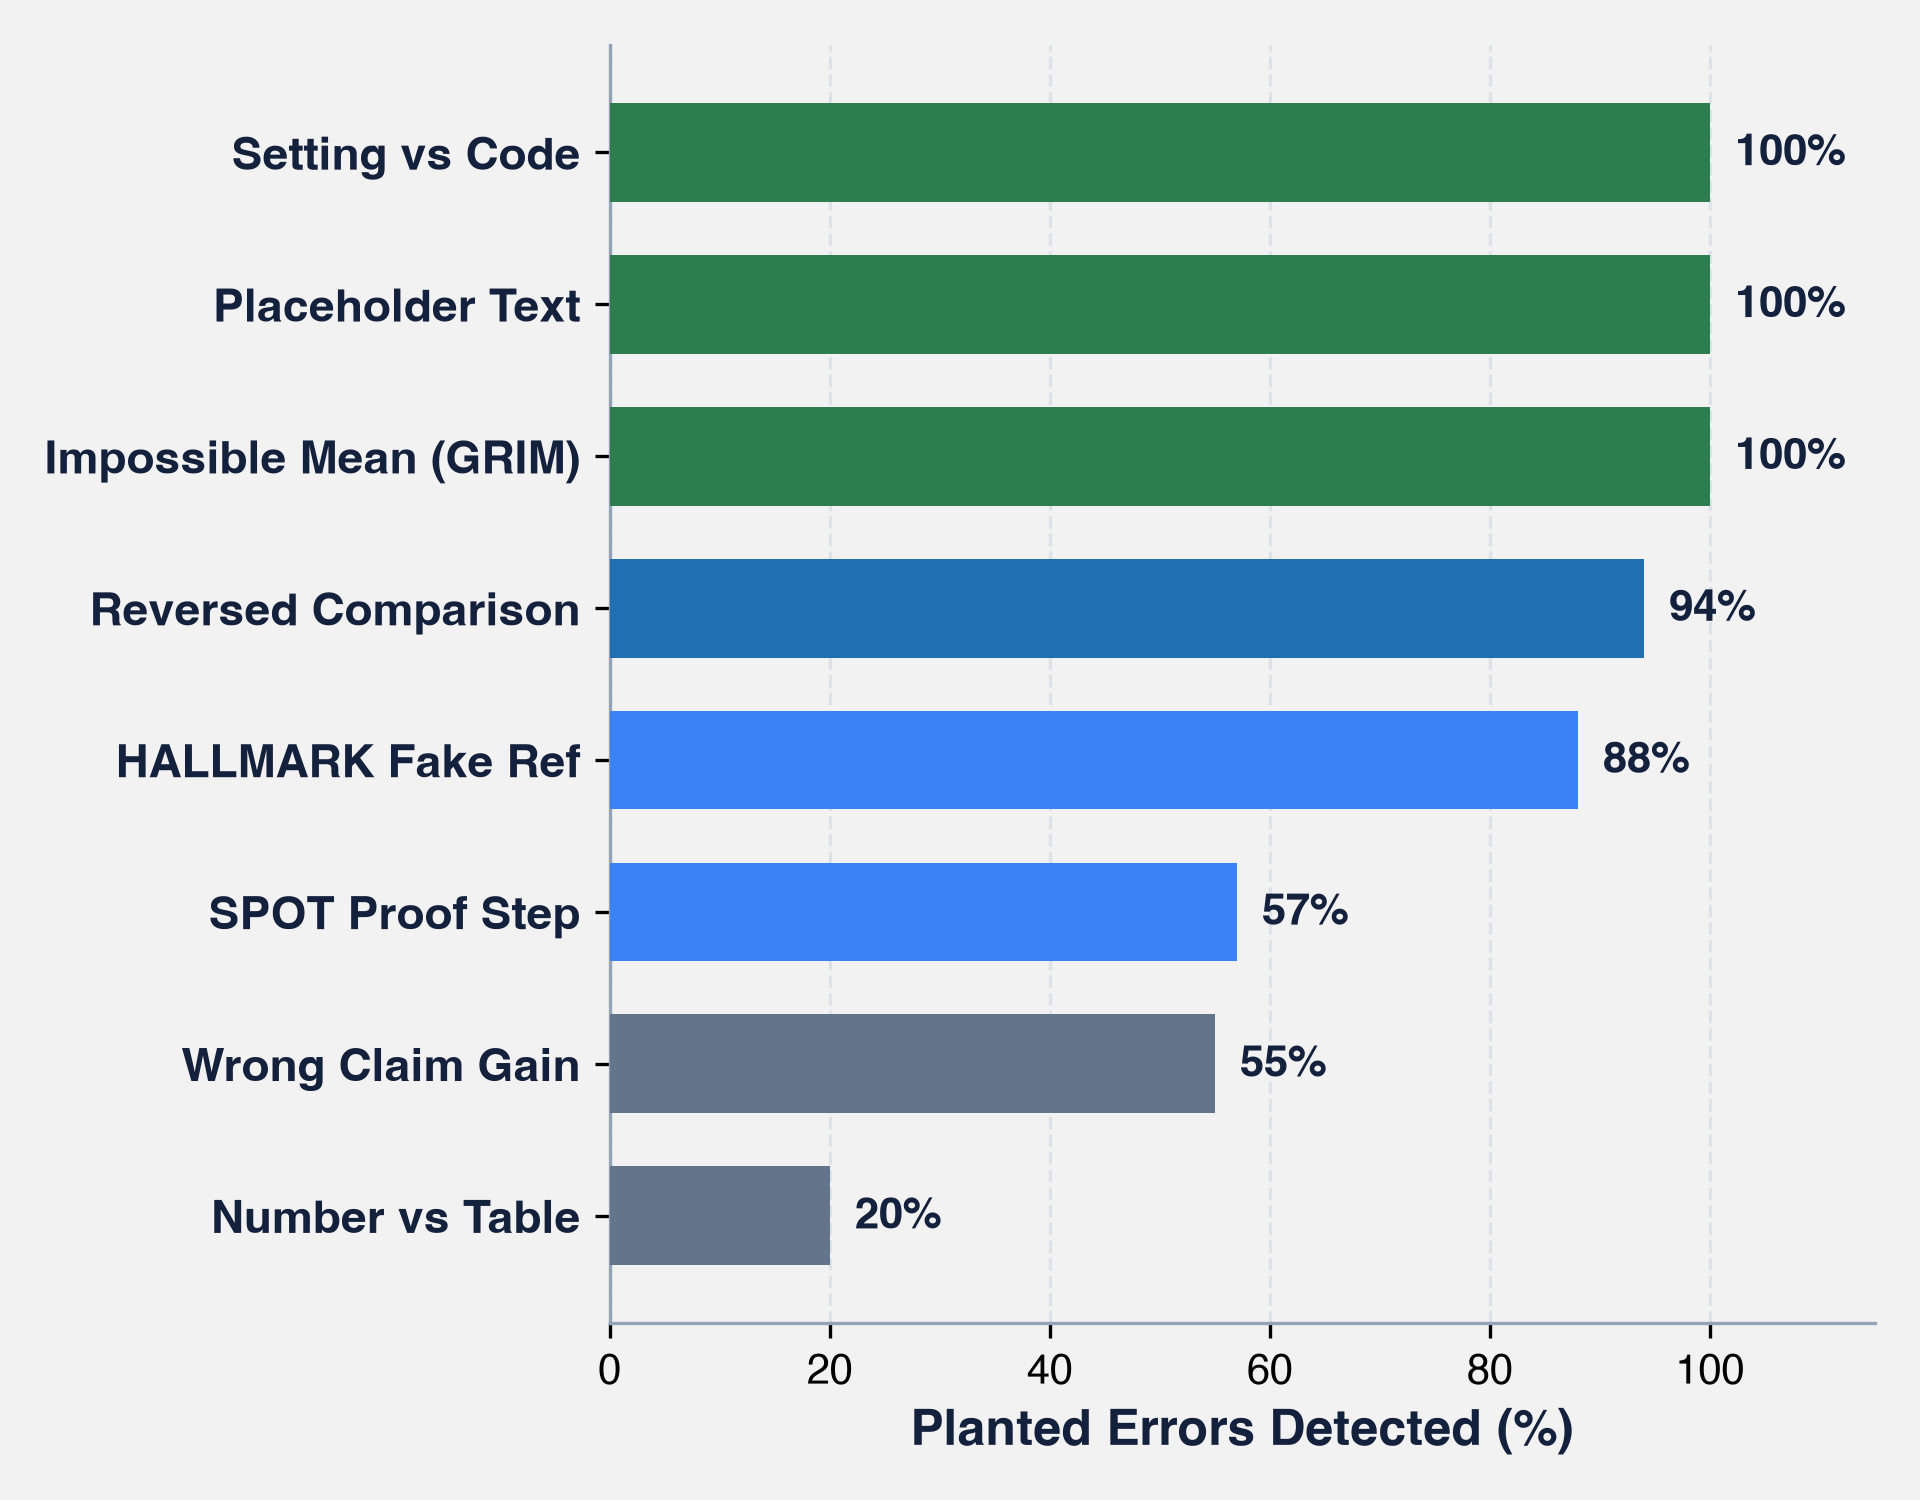 Setting vs Code 100%
Placeholder Text 100%
Impossible Mean (GRIM) 100%
Reversed Comparison 94%
HALLMARK Fake Ref 88%
SPOT Proof Step 57%
Wrong Claim Gain 55%
Number vs Table 20%
0 20 40 60 80 100
Planted Errors Detected (%)